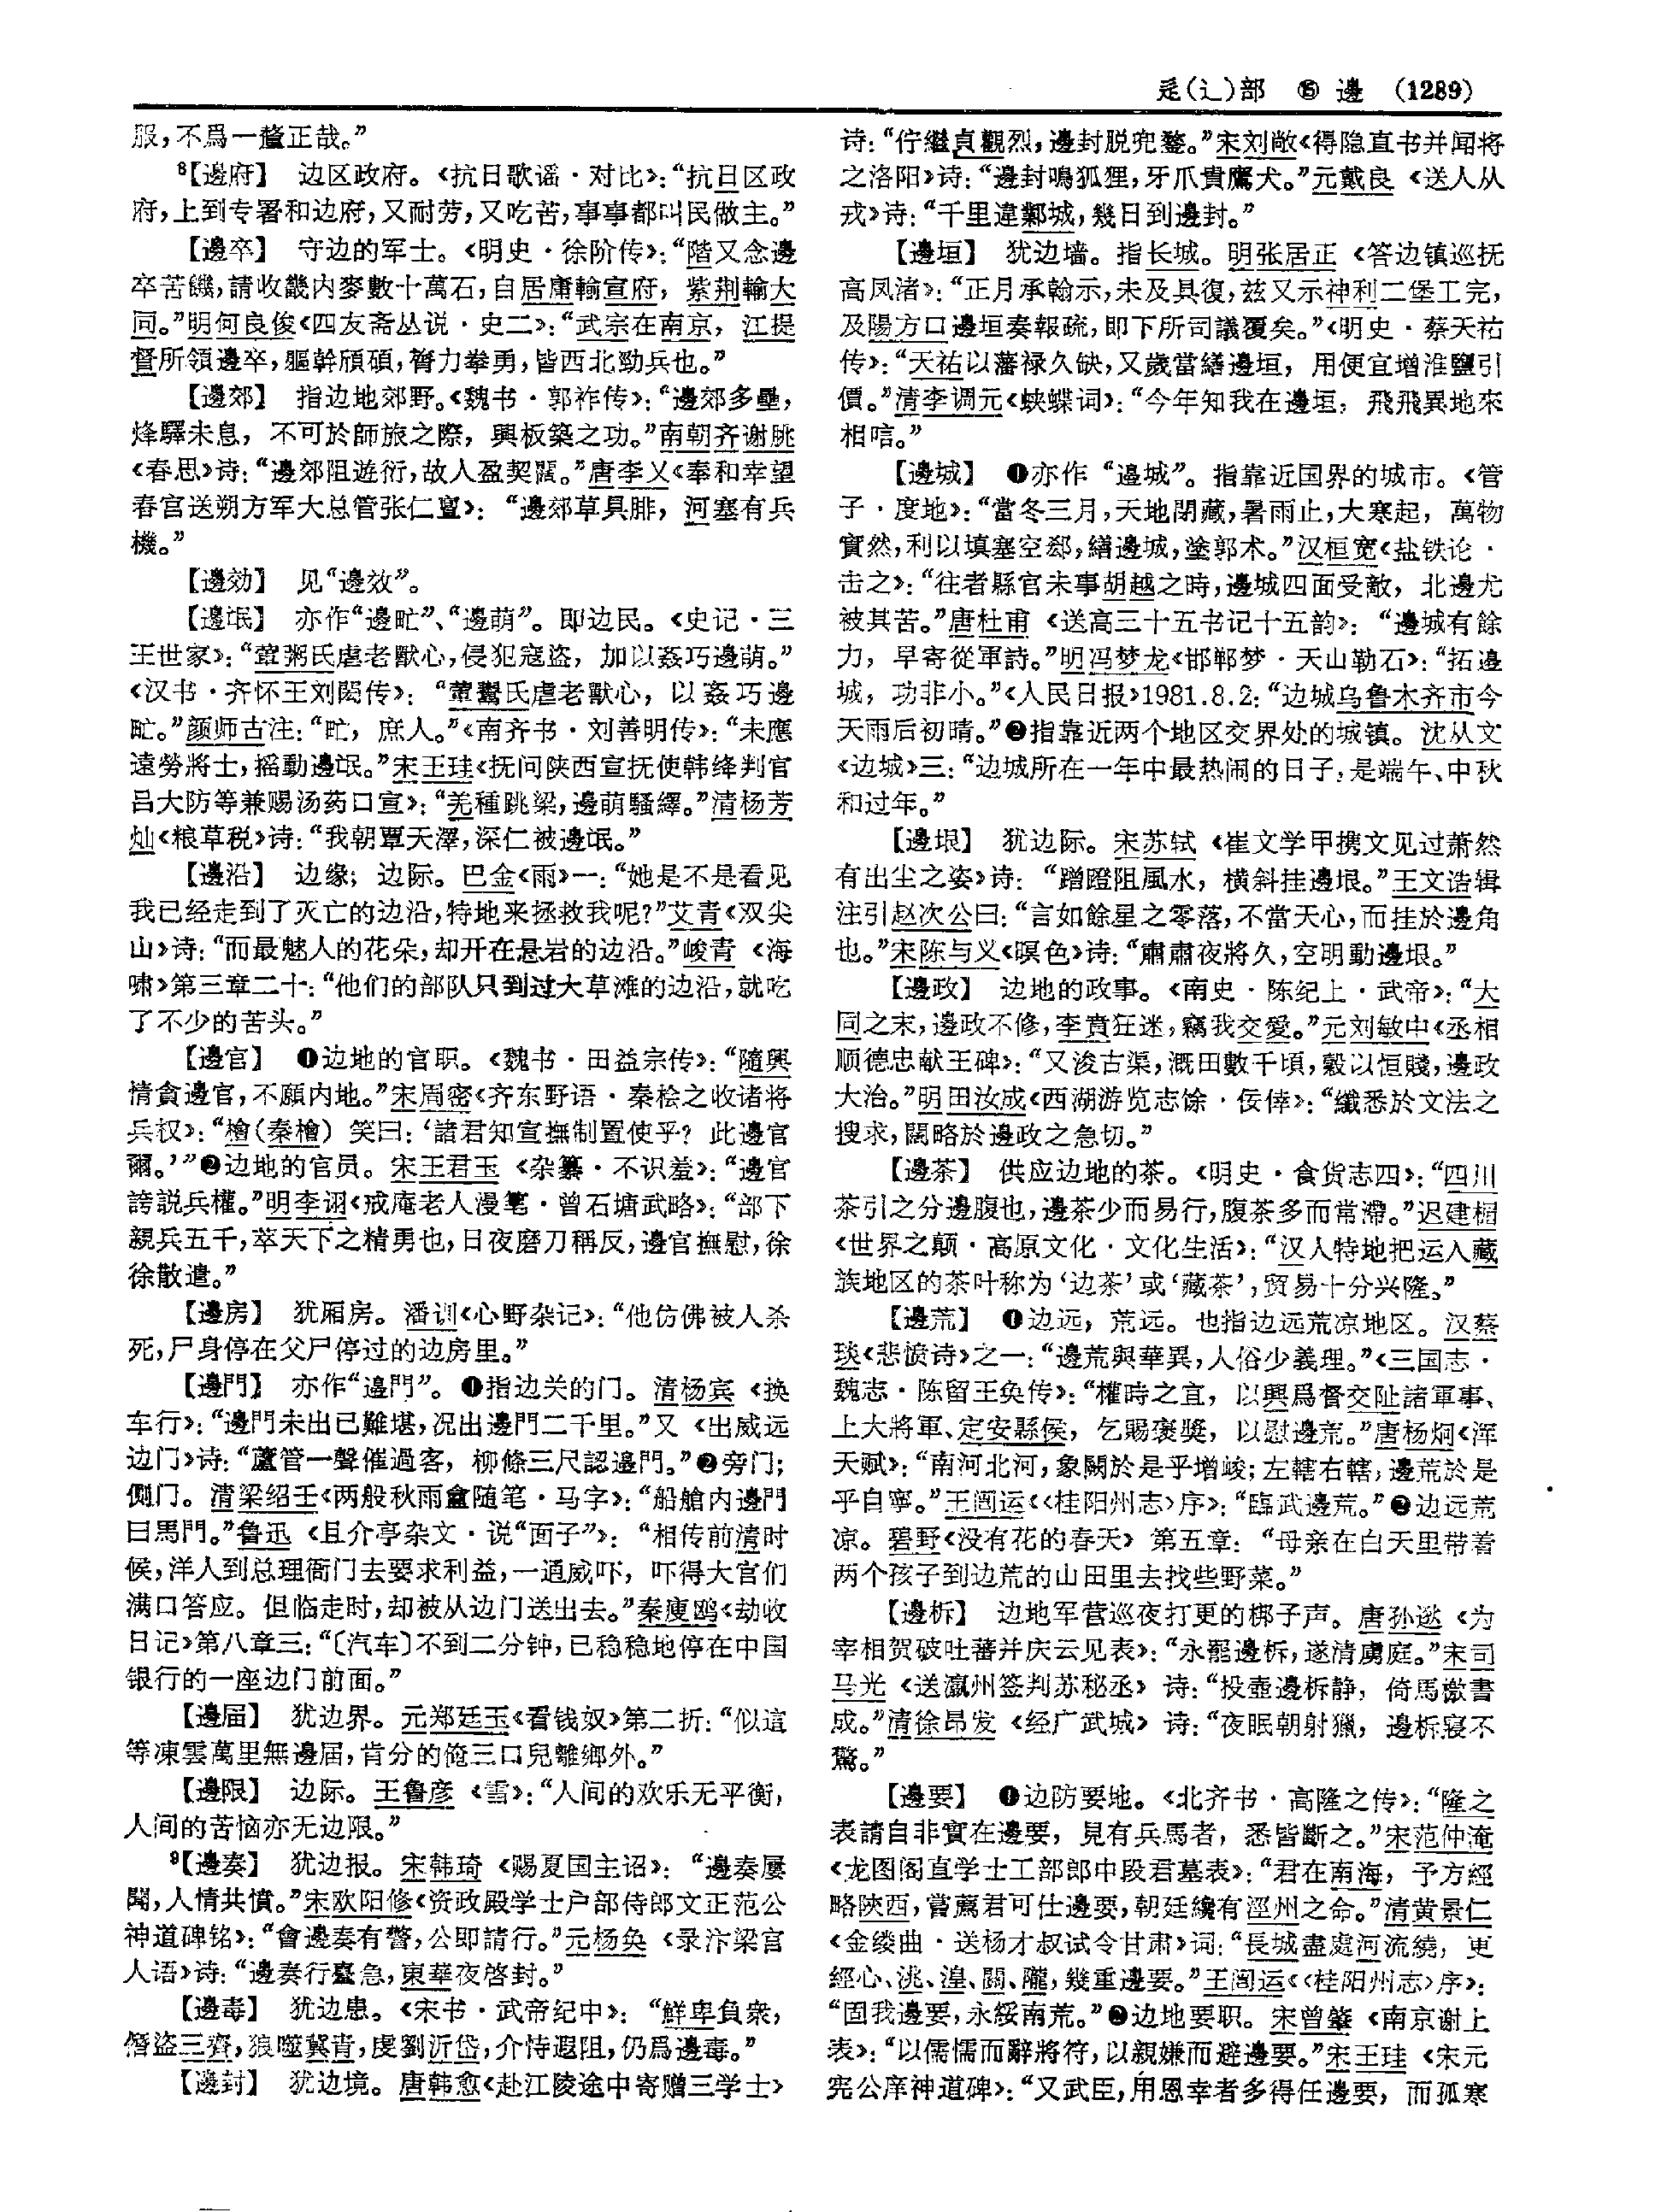 辵(辶)部 ⑮ 邊 (1289)
服，不爲一釐正哉。”
⁸【邊府】 边区政府。《抗日歌谣·对比》：“抗日区政
府，上到专署和边府，又耐劳，又吃苦，事事都叫民做主。”
【邊卒】 守边的军士。《明史·徐阶传》：“階又念邊
卒苦饑，請收畿内麥數十萬石，自居庸輸宣府，紫荆輸大
同。”明何良俊《四友斋丛说·史二》：“武宗在南京，江提
督所領邊卒，軀幹頎碩，膂力拳勇，皆西北勁兵也。”
【邊郊】 指边地郊野。《魏书·郭祚传》：“邊郊多壘，
烽驛未息，不可於師旅之際，興板築之功。”南朝齐谢朓
《春思》诗：“邊郊阻遊衍，故人盈契闊。”唐李乂《奉和幸望
春宫送朔方军大总管张仁亶》：“邊郊草具腓，河塞有兵
機。”
【邊効】 见“邊效”。
【邊氓】 亦作“邊甿”、“邊萌”。即边民。《史记·三
王世家》：“葷粥氏虐老獸心，侵犯寇盜，加以姦巧邊萌。”
《汉书·齐怀王刘闳传》：“葷鬻氏虐老獸心，以姦巧邊
甿。”颜师古注：“甿，庶人。”《南齐书·刘善明传》：“未應
遠勞將士，摇動邊氓。”宋王珪《抚问陕西宣抚使韩绛判官
吕大防等兼赐汤药口宣》：“羌種跳梁，邊萌騷繹。”清杨芳
灿《粮草税》诗：“我朝覃天澤，深仁被邊氓。”
【邊沿】 边缘；边际。巴金《雨》一：“她是不是看见
我已经走到了灭亡的边沿，特地来拯救我呢？”艾青《双尖
山》诗：“而最魅人的花朵，却开在悬岩的边沿。”峻青《海
啸》第三章二十：“他们的部队只到过大草滩的边沿，就吃
了不少的苦头。”
【邊官】 ❶边地的官职。《魏书·田益宗传》：“隨興
情貪邊官，不願内地。”宋周密《齐东野语·秦桧之收诸将
兵权》：“檜（秦檜）笑曰：‘諸君知宣撫制置使乎？此邊官
爾。’”❷边地的官员。宋王君玉《杂纂·不识羞》：“邊官
誇説兵權。”明李诩《戒庵老人漫笔·曾石塘武略》：“部下
親兵五千，萃天下之精勇也，日夜磨刀稱反，邊官撫慰，徐
徐散遣。”
【邊房】 犹厢房。潘训《心野杂记》：“他仿佛被人杀
死，尸身停在父尸停过的边房里。”
【邊門】 亦作“邉門”。❶指边关的门。清杨宾《换
车行》：“邊門未出已難堪，况出邊門二千里。”又《出威远
边门》诗：“蘆管一聲催過客，柳條三尺認邉門。”❷旁门；
侧门。清梁绍壬《两般秋雨盦随笔·马字》：“船艙内邊門
曰馬門。”鲁迅《且介亭杂文·说“面子”》：“相传前清时
候，洋人到总理衙门去要求利益，一通威吓，吓得大官们
满口答应。但临走时，却被从边门送出去。”秦瘦鸥《劫收
日记》第八章三：“〔汽车〕不到二分钟，已稳稳地停在中国
银行的一座边门前面。”
【邊届】 犹边界。元郑廷玉《看钱奴》第二折：“似這
等凍雲萬里無邊届，肯分的俺三口兒離鄉外。”
【邊限】 边际。王鲁彦《雪》：“人间的欢乐无平衡，
人间的苦恼亦无边限。”
⁹【邊奏】 犹边报。宋韩琦《赐夏国主诏》：“邊奏屢
聞，人情共憤。”宋欧阳修《资政殿学士户部侍郎文正范公
神道碑铭》：“會邊奏有警，公即請行。”元杨奂《录汴梁宫
人语》诗：“邊奏行臺急，東華夜啓封。”
【邊毒】 犹边患。《宋书·武帝纪中》：“鮮卑負衆，
僭盜三齊，狼噬冀青，虔劉沂岱，介恃遐阻，仍爲邊毒。”
【邊封】 犹边境。唐韩愈《赴江陵途中寄赠三学士》
诗：“佇繼貞觀烈，邊封脱兜鍪。”宋刘敞《得隐直书并闻将
之洛阳》诗：“邊封鳴狐狸，牙爪貴鷹犬。”元戴良《送人从
戎》诗：“千里違鄴城，幾日到邊封。”
【邊垣】 犹边墙。指长城。明张居正《答边镇巡抚
高凤渚》：“正月承翰示，未及具復，兹又示神利二堡工完，
及陽方口邊垣奏報疏，即下所司議覆矣。”《明史·蔡天祐
传》：“天祐以藩禄久缺，又歲當繕邊垣，用便宜增淮鹽引
價。”清李调元《蛱蝶词》：“今年知我在邊垣，飛飛異地來
相唁。”
【邊城】 ❶亦作“邉城”。指靠近国界的城市。《管
子·度地》：“當冬三月，天地閉藏，暑雨止，大寒起，萬物
實然，利以填塞空郄，繕邊城，塗郭术。”汉桓宽《盐铁论·
击之》：“往者縣官未事胡越之時，邊城四面受敵，北邊尤
被其苦。”唐杜甫《送高三十五书记十五韵》：“邊城有餘
力，早寄從軍詩。”明冯梦龙《邯郸梦·天山勒石》：“拓邊
城，功非小。”《人民日报》1981.8.2：“边城乌鲁木齐市今
天雨后初晴。”❷指靠近两个地区交界处的城镇。沈从文
《边城》三：“边城所在一年中最热闹的日子，是端午、中秋
和过年。”
【邊垠】 犹边际。宋苏轼《崔文学甲携文见过萧然
有出尘之姿》诗：“蹭蹬阻風水，横斜挂邊垠。”王文诰辑
注引赵次公曰：“言如餘星之零落，不當天心，而挂於邊角
也。”宋陈与义《暝色》诗：“肅肅夜將久，空明動邊垠。”
【邊政】 边地的政事。《南史·陈纪上·武帝》：“大
同之末，邊政不修，李賁狂迷，竊我交愛。”元刘敏中《丞相
顺德忠献王碑》：“又浚古渠，溉田數千頃，穀以恒賤，邊政
大治。”明田汝成《西湖游览志馀·佞倖》：“纖悉於文法之
搜求，闊略於邊政之急切。”
【邊茶】 供应边地的茶。《明史·食货志四》：“四川
茶引之分邊腹也，邊茶少而易行，腹茶多而常滯。”迟建桐
《世界之颠·高原文化·文化生活》：“汉人特地把运入藏
族地区的茶叶称为‘边茶’或‘藏茶’，贸易十分兴隆。”
【邊荒】 ❶边远，荒远。也指边远荒凉地区。汉蔡
琰《悲愤诗》之一：“邊荒與華異，人俗少義理。”《三国志·
魏志·陈留王奂传》：“權時之宜，以興爲督交阯諸軍事、
上大將軍、定安縣侯，乞賜褒奬，以慰邊荒。”唐杨炯《浑
天赋》：“南河北河，象闕於是乎增峻；左轄右轄，邊荒於是
乎自寧。”王闿运《〈桂阳州志〉序》：“臨武邊荒。”❷边远荒
凉。碧野《没有花的春天》第五章：“母亲在白天里带着
两个孩子到边荒的山田里去找些野菜。”
【邊柝】 边地军营巡夜打更的梆子声。唐孙逖《为
宰相贺破吐蕃并庆云见表》：“永罷邊柝，遂清虜庭。”宋司
马光《送瀛州签判苏秘丞》诗：“投壺邊柝静，倚馬檄書
成。”清徐昂发《经广武城》诗：“夜眠朝射獵，邊柝寝不
驚。”
【邊要】 ❶边防要地。《北齐书·高隆之传》：“隆之
表請自非實在邊要，見有兵馬者，悉皆斷之。”宋范仲淹
《龙图阁直学士工部郎中段君墓表》：“君在南海，予方經
略陝西，嘗薦君可仕邊要，朝廷纔有涇州之命。”清黄景仁
《金缕曲·送杨才叔试令甘肃》词：“長城盡處河流繞，更
經心、洮、湟、關、隴，幾重邊要。”王闿运《〈桂阳州志〉序》：
“固我邊要，永綏南荒。”❷边地要职。宋曾肇《南京谢上
表》：“以儒懦而辭將符，以親嫌而避邊要。”宋王珪《宋元
宪公庠神道碑》：“又武臣，用恩幸者多得任邊要，而孤寒